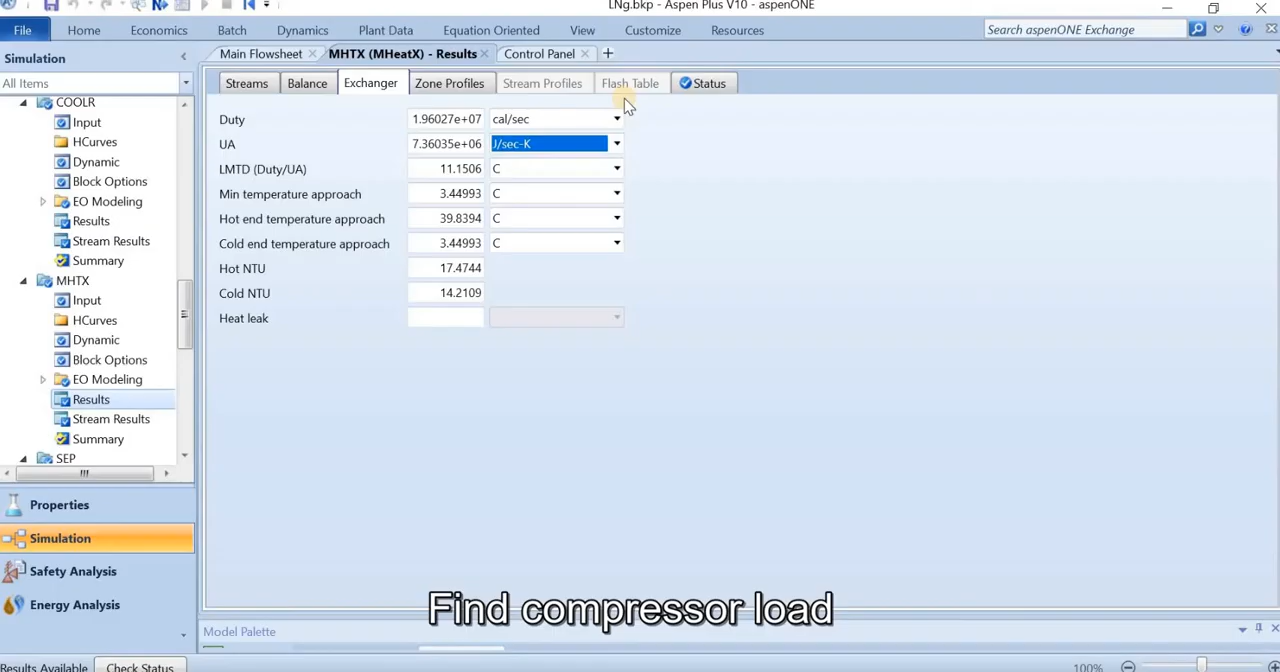 LNg.bkp - Aspen Plus V10 - aspenONE
File Home Economics Batch Dynamics Plant Data Equation Oriented View Customize Resources Search aspenONE Exchange
Simulation Main Flowsheet MHTX (MHeatX) - Results Control Panel
All Items Streams Balance Exchanger Zone Profiles Stream Profiles Flash Table Status
COOLR
Input
HCurves
Dynamic
Block Options
EO Modeling
Results
Stream Results
Summary
MHTX
Input
HCurves
Dynamic
Block Options
EO Modeling
Results
Stream Results
Summary
SEP
Duty 1.96027e+07 cal/sec
UA 7.36035e+06 J/sec-K
LMTD (Duty/UA) 11.1506 C
Min temperature approach 3.44993 C
Hot end temperature approach 39.8394 C
Cold end temperature approach 3.44993 C
Hot NTU 17.4744
Cold NTU 14.2109
Heat leak
Properties
Simulation
Safety Analysis
Energy Analysis
Find compressor load
Model Palette
Results Available Check Status 100%